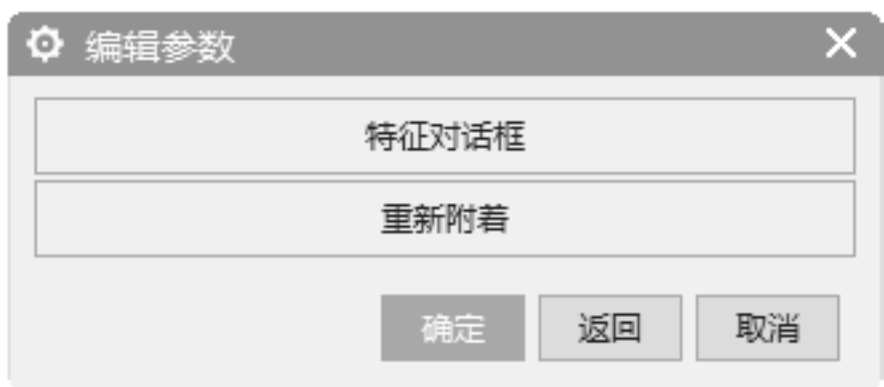 编辑参数
特征对话框
重新附着
确定 返回 取消